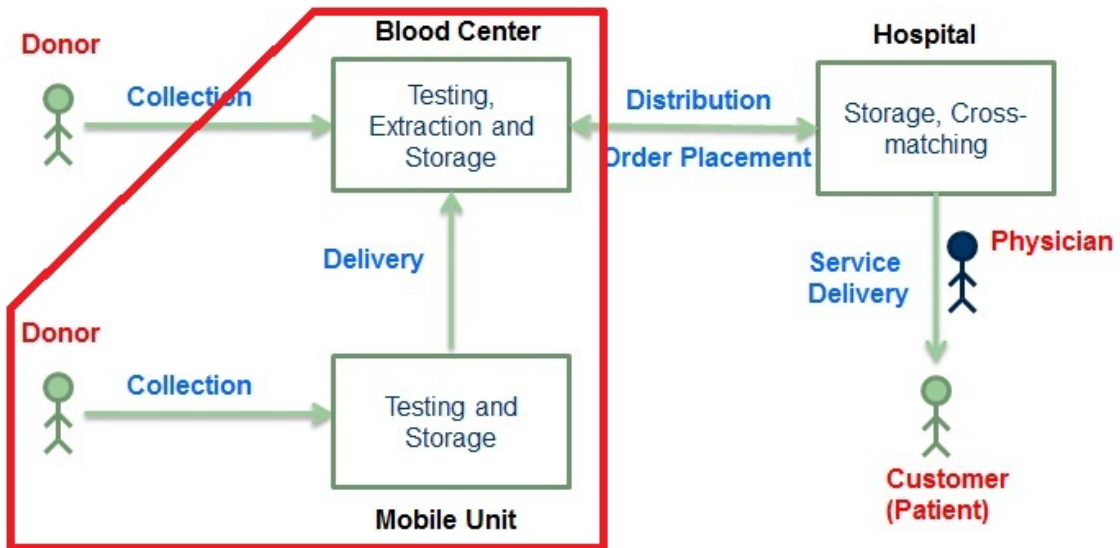 Blood Center
Hospital
Donor
Collection
Testing,
Extraction and
Storage
Distribution
Order Placement
Storage, Cross-
matching
Delivery
Physician
Service
Delivery
Donor
Collection
Testing and
Storage
Customer
(Patient)
Mobile Unit